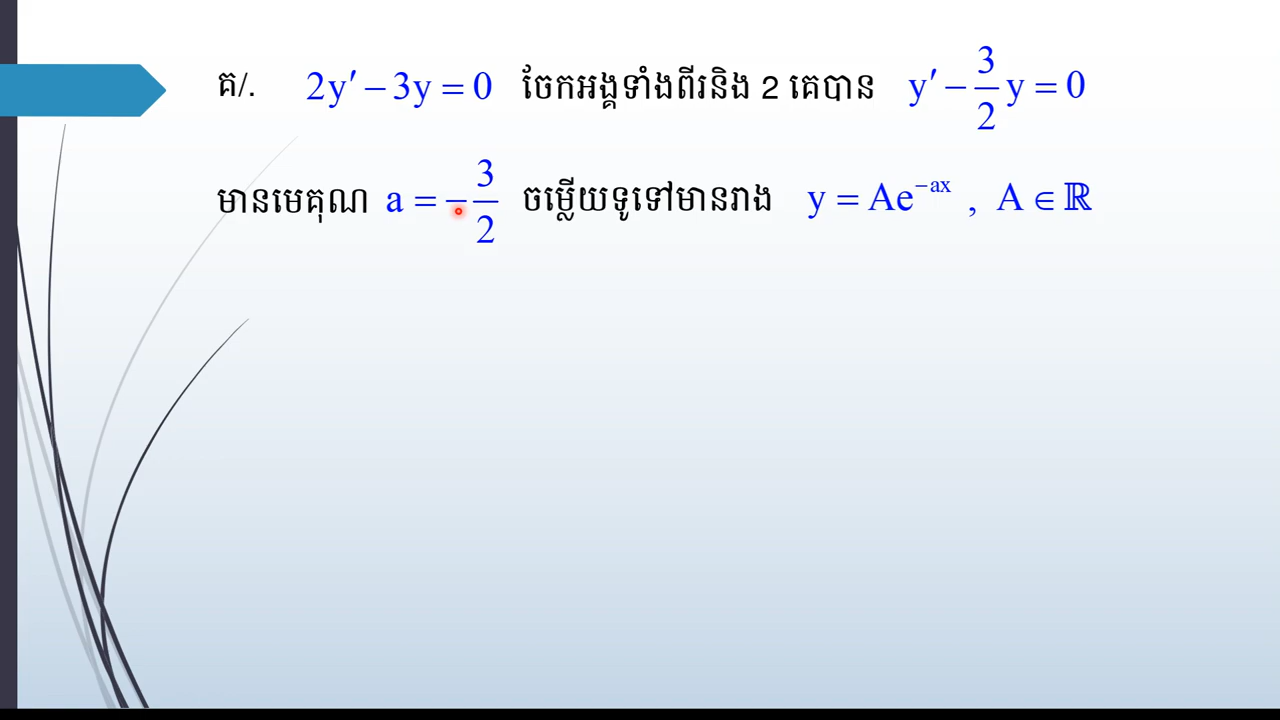 គ/. 2y′ − 3y = 0 ចែកអង្គទាំងពីរនិង 2 គេបាន y′ − 3/2 y = 0
មានមេគុណ a = − 3/2 ចម្លើយទូទៅមានរាង y = Ae^{−ax} , A ∈ ℝ